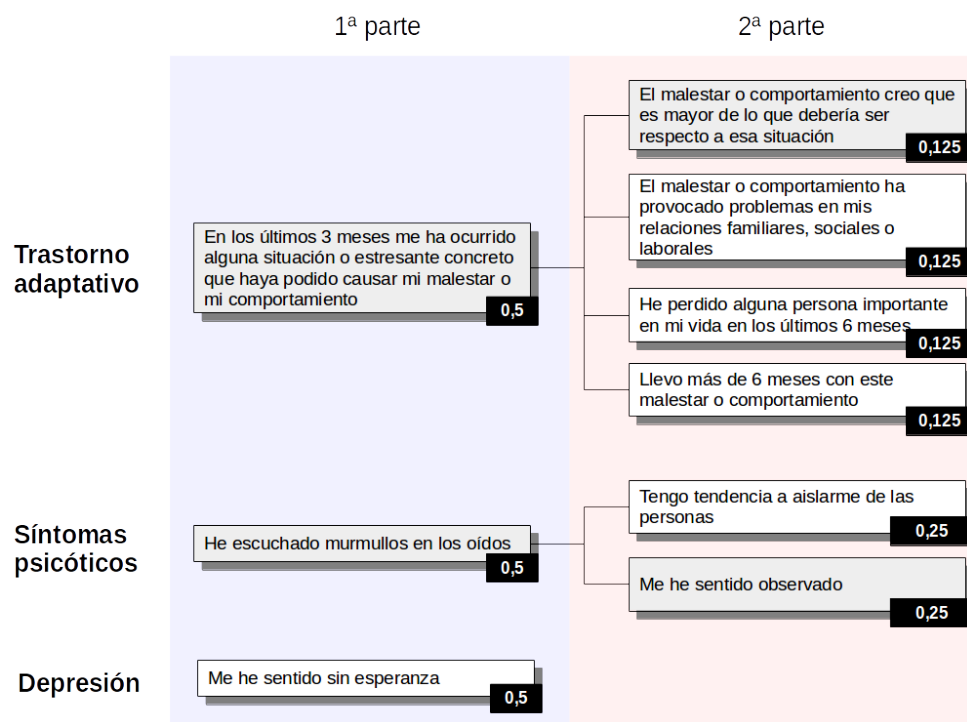 1ª parte
2ª parte
Trastorno
adaptativo
En los últimos 3 meses me ha ocurrido
alguna situación o estresante concreto
que haya podido causar mi malestar o
mi comportamiento
0,5
El malestar o comportamiento creo que
es mayor de lo que debería ser
respecto a esa situación
0,125
El malestar o comportamiento ha
provocado problemas en mis
relaciones familiares, sociales o
laborales
0,125
He perdido alguna persona importante
en mi vida en los últimos 6 meses
0,125
Llevo más de 6 meses con este
malestar o comportamiento
0,125
Síntomas
psicóticos
He escuchado murmullos en los oídos
0,5
Tengo tendencia a aislarme de las
personas
0,25
Me he sentido observado
0,25
Depresión
Me he sentido sin esperanza
0,5